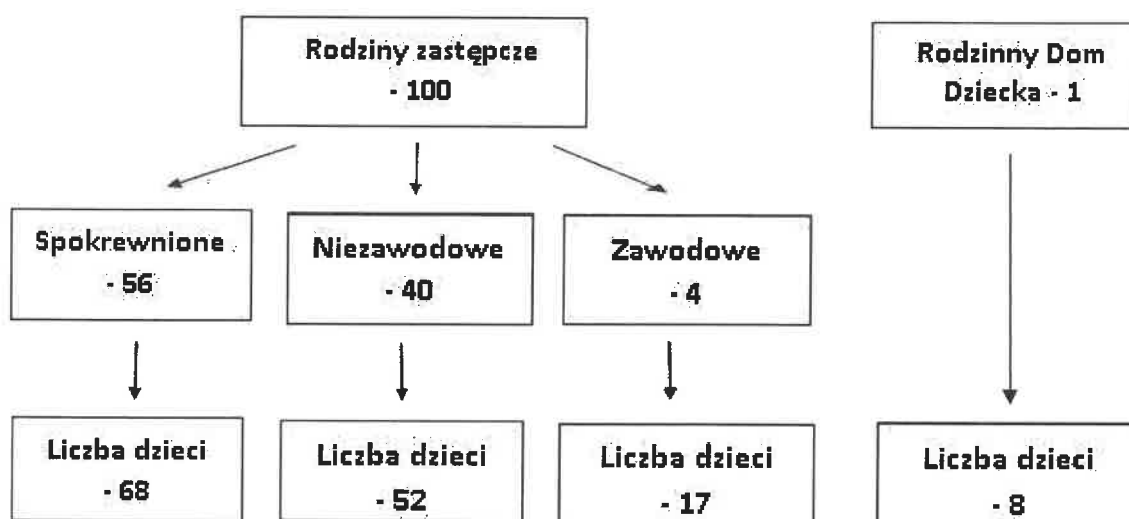 Rodziny zastępcze
- 100
Rodzinny Dom
Dziecka - 1
Spokrewnione
- 56
Niezawodowe
- 40
Zawodowe
- 4
Liczba dzieci
- 68
Liczba dzieci
- 52
Liczba dzieci
- 17
Liczba dzieci
- 8